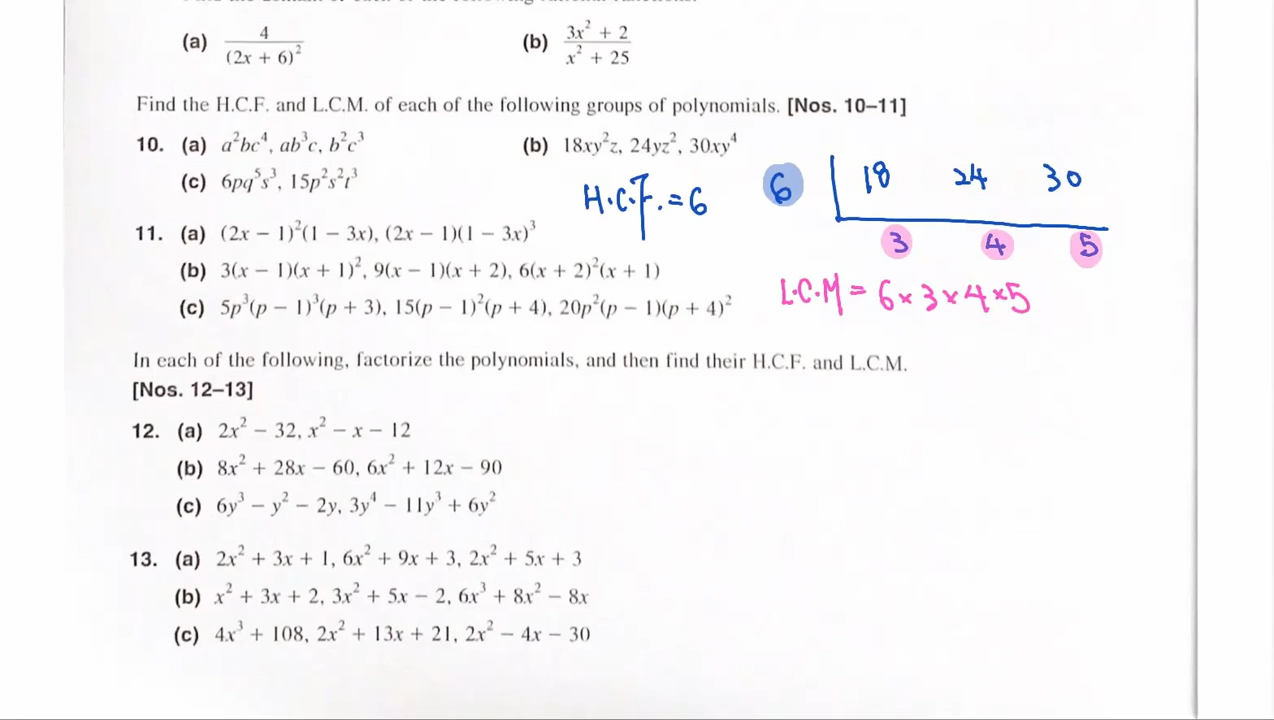 (a) 4/(2x + 6)² (b) (3x² + 2)/(x² + 25)
Find the H.C.F. and L.C.M. of each of the following groups of polynomials. [Nos. 10–11]
10. (a) a²bc⁴, ab³c, b²c³ (b) 18xy²z, 24yz², 30xy⁴
(c) 6pq⁵s³, 15p²s²t³
H.C.F. = 6
6 18 24 30
3 4 5
L.C.M = 6 × 3 × 4 × 5
11. (a) (2x − 1)²(1 − 3x), (2x − 1)(1 − 3x)³
(b) 3(x − 1)(x + 1)², 9(x − 1)(x + 2), 6(x + 2)²(x + 1)
(c) 5p³(p − 1)³(p + 3), 15(p − 1)²(p + 4), 20p²(p − 1)(p + 4)²
In each of the following, factorize the polynomials, and then find their H.C.F. and L.C.M.
[Nos. 12–13]
12. (a) 2x² − 32, x² − x − 12
(b) 8x² + 28x − 60, 6x² + 12x − 90
(c) 6y³ − y² − 2y, 3y⁴ − 11y³ + 6y²
13. (a) 2x² + 3x + 1, 6x² + 9x + 3, 2x² + 5x + 3
(b) x² + 3x + 2, 3x² + 5x − 2, 6x³ + 8x² − 8x
(c) 4x³ + 108, 2x² + 13x + 21, 2x² − 4x − 30